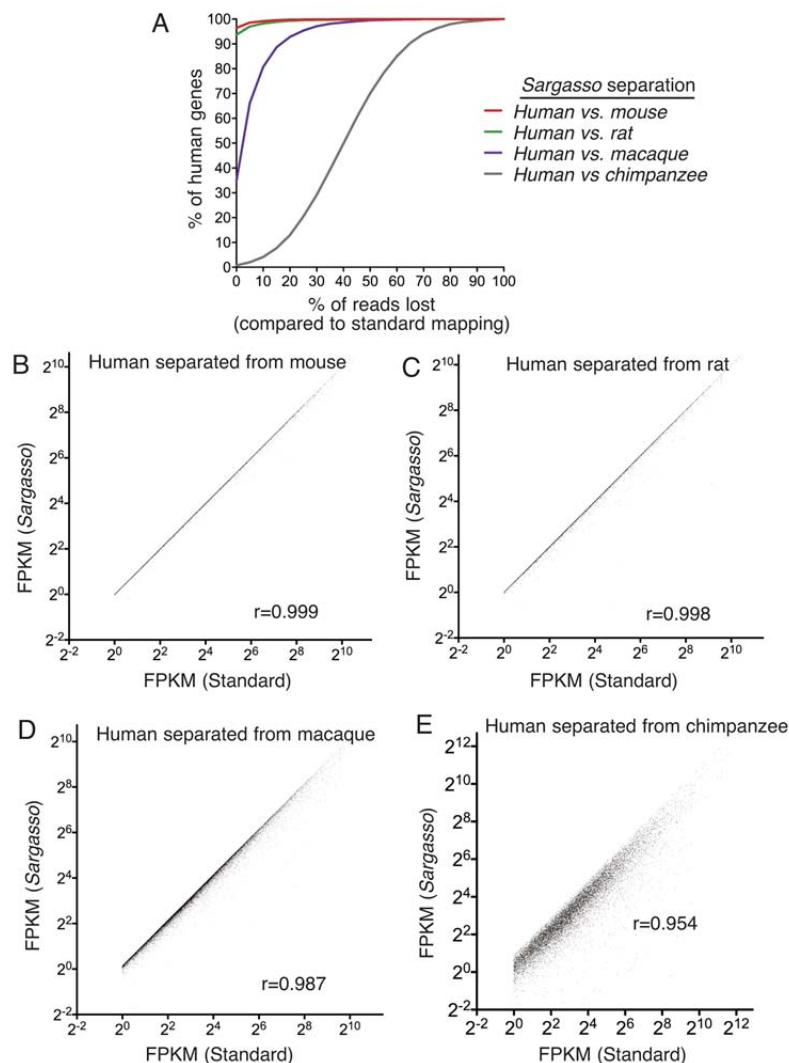 A
% of human genes
100
90
80
70
60
50
40
30
20
10
0
0 10 20 30 40 50 60 70 80 90 100
% of reads lost
(compared to standard mapping)
Sargasso separation
Human vs. mouse
Human vs. rat
Human vs. macaque
Human vs chimpanzee
B
Human separated from mouse
FPKM (Sargasso)
2^10
2^8
2^6
2^4
2^2
2^0
2^-2
2^-2 2^0 2^2 2^4 2^6 2^8 2^10
r=0.999
FPKM (Standard)
C
Human separated from rat
FPKM (Sargasso)
2^10
2^8
2^6
2^4
2^2
2^0
2^-2
2^-2 2^0 2^2 2^4 2^6 2^8 2^10
r=0.998
FPKM (Standard)
D
Human separated from macaque
FPKM (Sargasso)
2^10
2^8
2^6
2^4
2^2
2^0
2^-2
2^-2 2^0 2^2 2^4 2^6 2^8 2^10
r=0.987
FPKM (Standard)
E
Human separated from chimpanzee
FPKM (Sargasso)
2^12
2^10
2^8
2^6
2^4
2^2
2^0
2^-2
2^-2 2^0 2^2 2^4 2^6 2^8 2^10 2^12
r=0.954
FPKM (Standard)